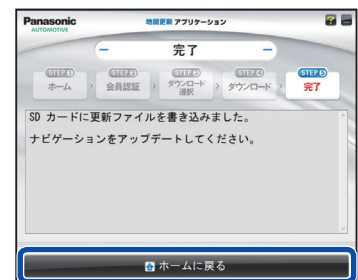 Panasonic
AUTOMOTIVE
地図更新 アプリケーション
?
完了
STEP① STEP② STEP③ STEP④ STEP⑤
ホーム > 会員認証 > ダウンロード選択 > ダウンロード > 完了
SD カードに更新ファイルを書き込みました。
ナビゲーションをアップデートしてください。
ホームに戻る